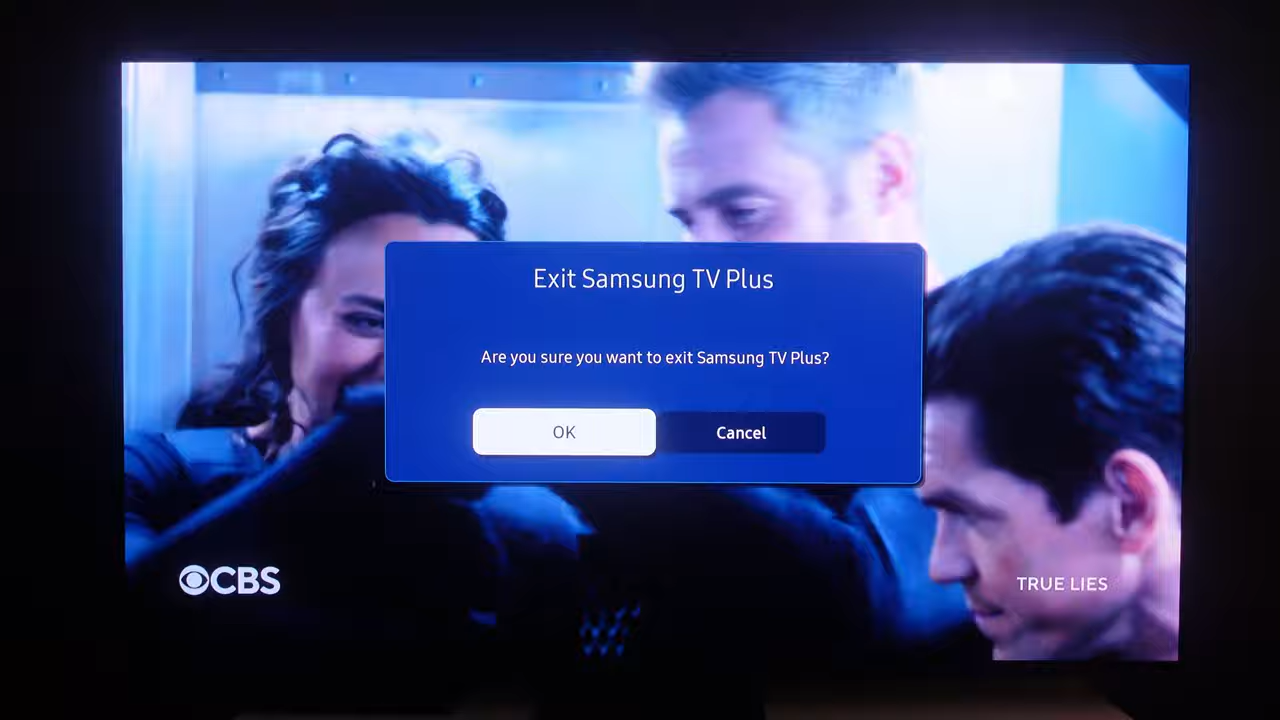 Exit Samsung TV Plus
Are you sure you want to exit Samsung TV Plus?
OK
Cancel
CBS
TRUE LIES